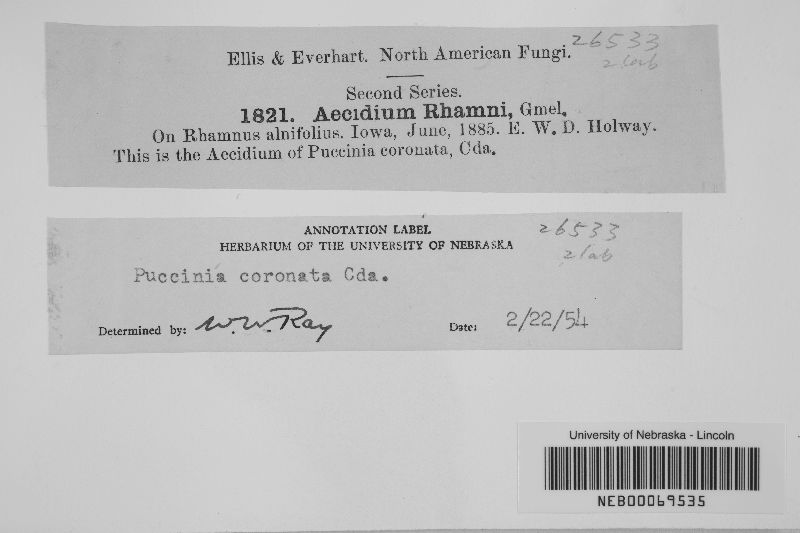 Ellis & Everhart. North American Fungi. 26533
2 lab
Second Series.
1821. Aecidium Rhamni, Gmel.
On Rhamnus alnifolius. Iowa, June, 1885. E. W. D. Holway.
This is the Aecidium of Puccinia coronata, Cda.
ANNOTATION LABEL 26533
HERBARIUM OF THE UNIVERSITY OF NEBRASKA
2 lab
Puccinia coronata Cda.
Determined by: W.W. Ray Date: 2/22/54
University of Nebraska - Lincoln
NEB00069535